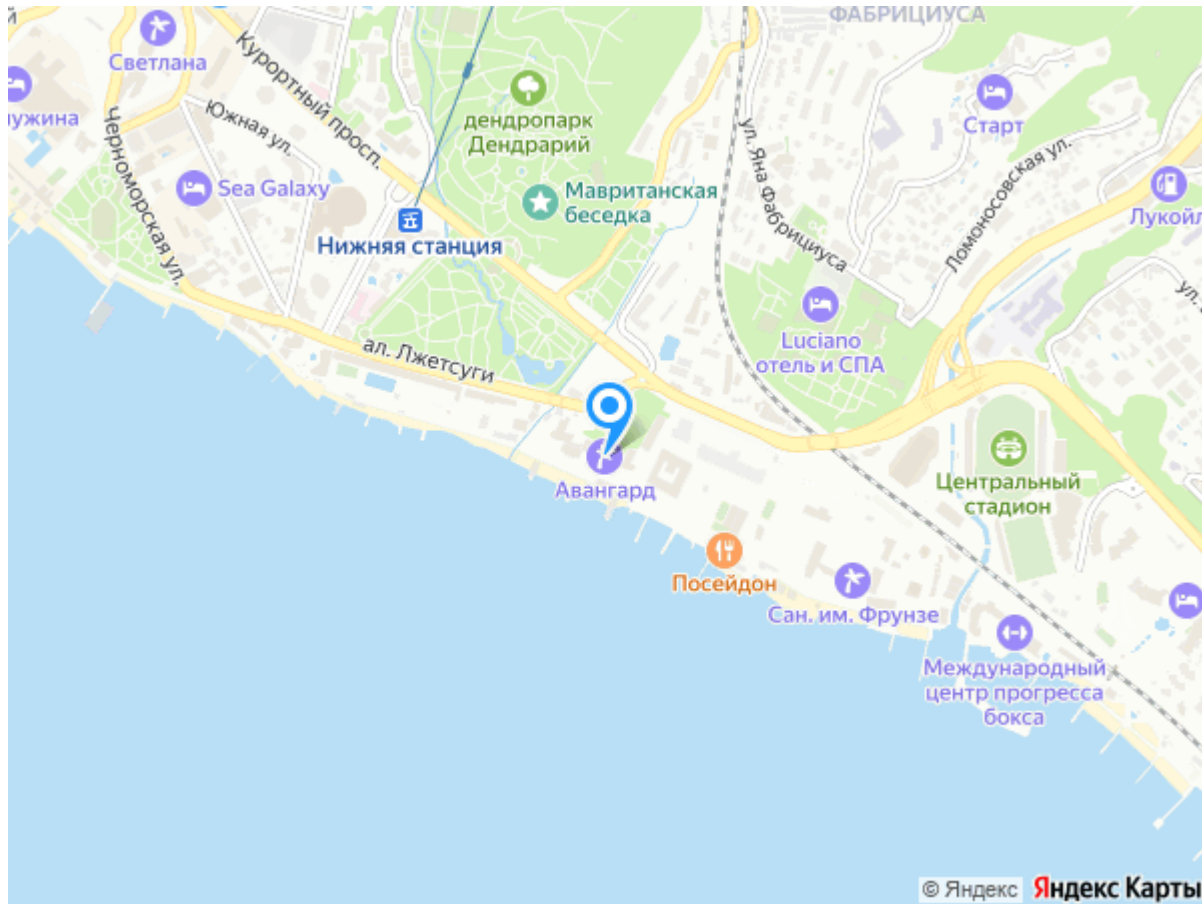 ФАБРИЦИУСА
Светлана
Курортный просп.
дендропарк
Дендрарий
Старт
Южная ул.
ул. Яна Фабрициуса
Ломоносовская ул.
Черноморская ул.
Sea Galaxy
Мавританская
беседка
Лукойл
Нижняя станция
ул.
Luciano
отель и СПА
ал. Лжетсуги
Авангард
Центральный
стадион
Посейдон
Сан. им. Фрунзе
Международный
центр прогресса
бокса
© Яндекс Яндекс Карты